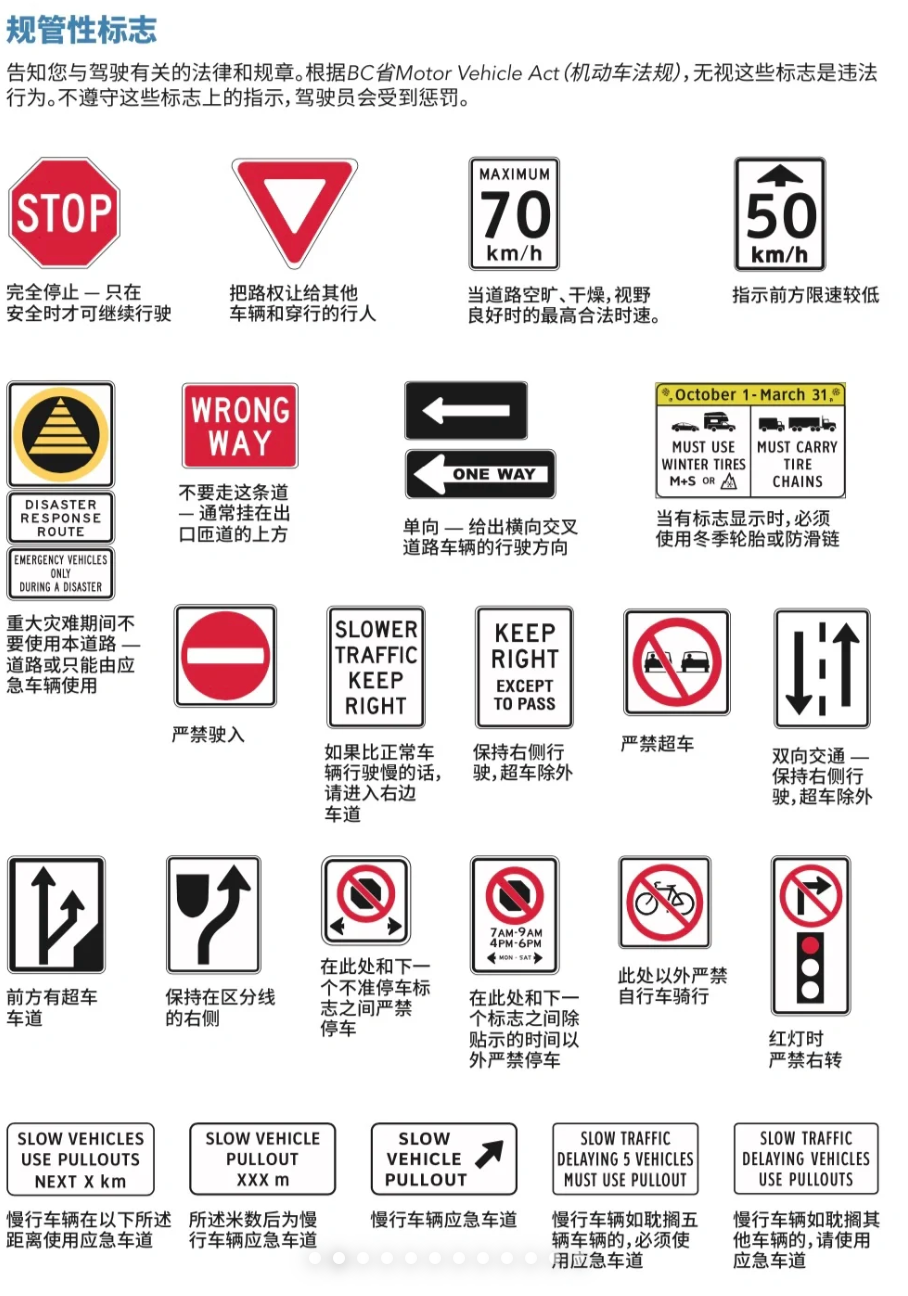 规管性标志
告知您与驾驶有关的法律和规章。根据BC省Motor Vehicle Act（机动车法规），无视这些标志是违法
行为。不遵守这些标志上的指示，驾驶员会受到惩罚。
STOP
完全停止 — 只在
安全时才可继续行驶
把路权让给其他
车辆和穿行的行人
MAXIMUM
70
km/h
当道路空旷、干燥，视野
良好时的最高合法时速。
50
km/h
指示前方限速较低
DISASTER
RESPONSE
ROUTE
EMERGENCY VEHICLES
ONLY
DURING A DISASTER
重大灾难期间不
要使用本道路 —
道路或只能由应
急车辆使用
WRONG
WAY
不要走这条道
— 通常挂在出
口匝道的上方
ONE WAY
单向 — 给出横向交叉
道路车辆的行驶方向
October 1 - March 31
MUST USE
WINTER TIRES
M+S OR
MUST CARRY
TIRE
CHAINS
当有标志显示时，必须
使用冬季轮胎或防滑链
严禁驶入
SLOWER
TRAFFIC
KEEP
RIGHT
如果比正常车
辆行驶慢的话，
请进入右边
车道
KEEP
RIGHT
EXCEPT
TO PASS
保持右侧行
驶，超车除外
严禁超车
双向交通 —
保持右侧行
驶，超车除外
前方有超车
车道
保持在区分线
的右侧
在此处和下一
个不准停车标
志之间严禁
停车
7AM-9AM
4PM-6PM
MON - SAT
在此处和下一
个标志之间除
贴示的时间以
外严禁停车
此处以外严禁
自行车骑行
红灯时
严禁右转
SLOW VEHICLES
USE PULLOUTS
NEXT X km
慢行车辆在以下所述
距离使用应急车道
SLOW VEHICLE
PULLOUT
XXX m
所述米数后为慢
行车辆应急车道
SLOW
VEHICLE
PULLOUT
慢行车辆应急车道
SLOW TRAFFIC
DELAYING 5 VEHICLES
MUST USE PULLOUT
慢行车辆如耽搁五
辆车辆的，必须使
用应急车道
SLOW TRAFFIC
DELAYING VEHICLES
USE PULLOUTS
慢行车辆如耽搁其
他车辆的，请使用
应急车道